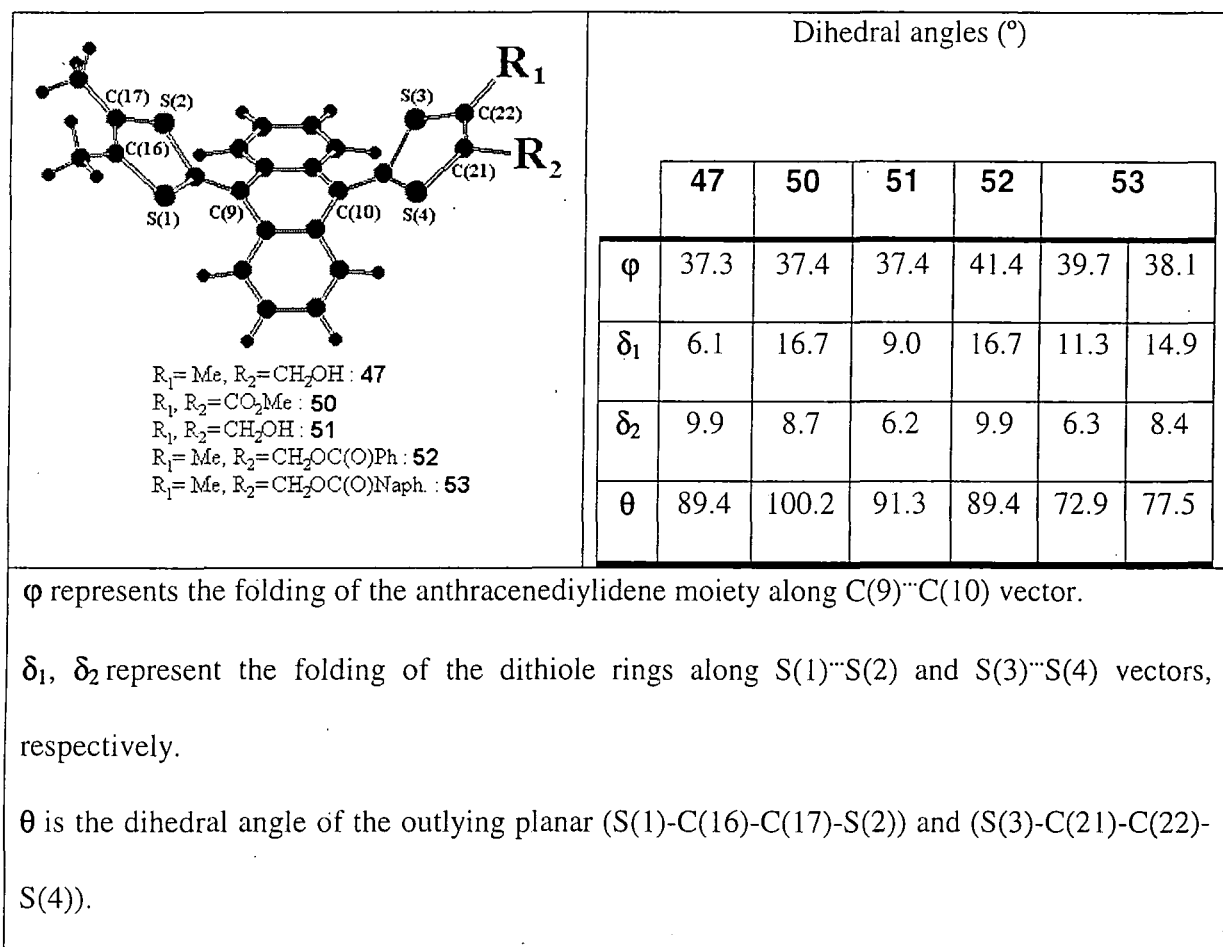 Dihedral angles (º)
R1
R2
C(17)
S(2)
C(16)
S(1)
C(9)
C(10)
S(3)
C(22)
C(21)
S(4)
R1= Me, R2=CH2OH : 47
R1, R2=CO2Me : 50
R1, R2=CH2OH : 51
R1= Me, R2=CH2OC(O)Ph : 52
R1= Me, R2=CH2OC(O)Naph. : 53
47 50 51 52 53
φ 37.3 37.4 37.4 41.4 39.7 38.1
δ1 6.1 16.7 9.0 16.7 11.3 14.9
δ2 9.9 8.7 6.2 9.9 6.3 8.4
θ 89.4 100.2 91.3 89.4 72.9 77.5
φ represents the folding of the anthracenediylidene moiety along C(9)···C(10) vector.
δ1, δ2 represent the folding of the dithiole rings along S(1)···S(2) and S(3)···S(4) vectors,
respectively.
θ is the dihedral angle of the outlying planar (S(1)-C(16)-C(17)-S(2)) and (S(3)-C(21)-C(22)-
S(4)).